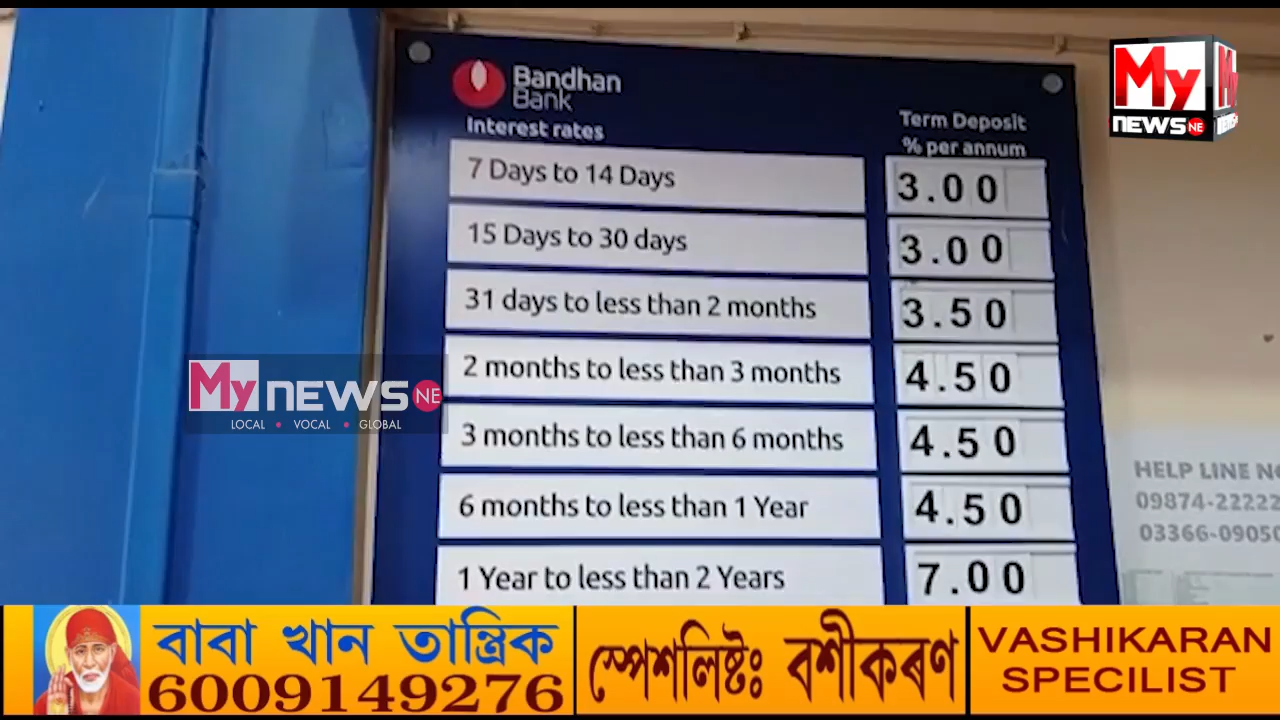 Bandhan
Bank
Interest rates
Term Deposit
% per annum
7 Days to 14 Days
3.00
15 Days to 30 days
3.00
31 days to less than 2 months
3.50
2 months to less than 3 months
4.50
3 months to less than 6 months
4.50
6 months to less than 1 Year
4.50
1 Year to less than 2 Years
7.00
My
NEWS NE
My NEWS NE
LOCAL • VOCAL • GLOBAL
HELP LINE
09874-22222
03366-0905
বাবা খান তান্ত্ৰিক
6009149276
স্পেশলিষ্টঃ বশীকৰণ
VASHIKARAN
SPECILIST